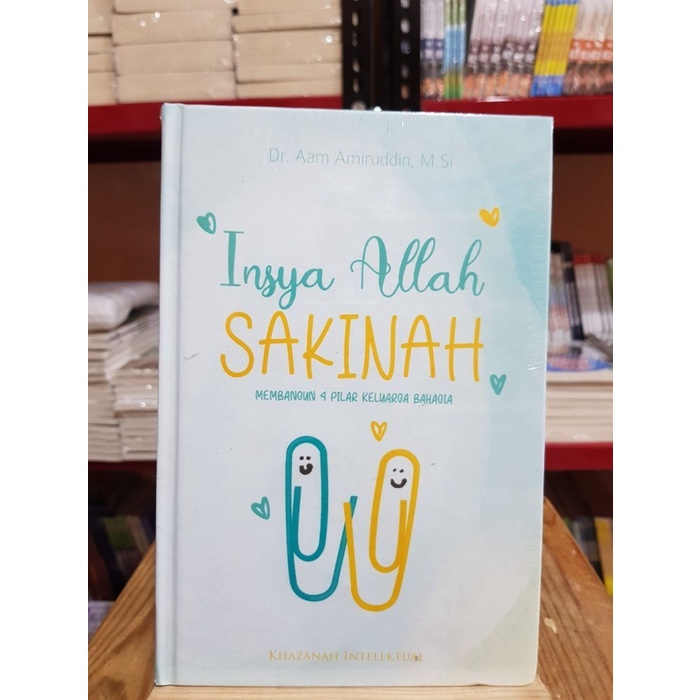 Dr. Aam Amiruddin, M.Si
Insya Allah
SAKINAH
MEMBANGUN 4 PILAR KELUARGA BAHAGIA
KHAZANAH INTELEKTUAL